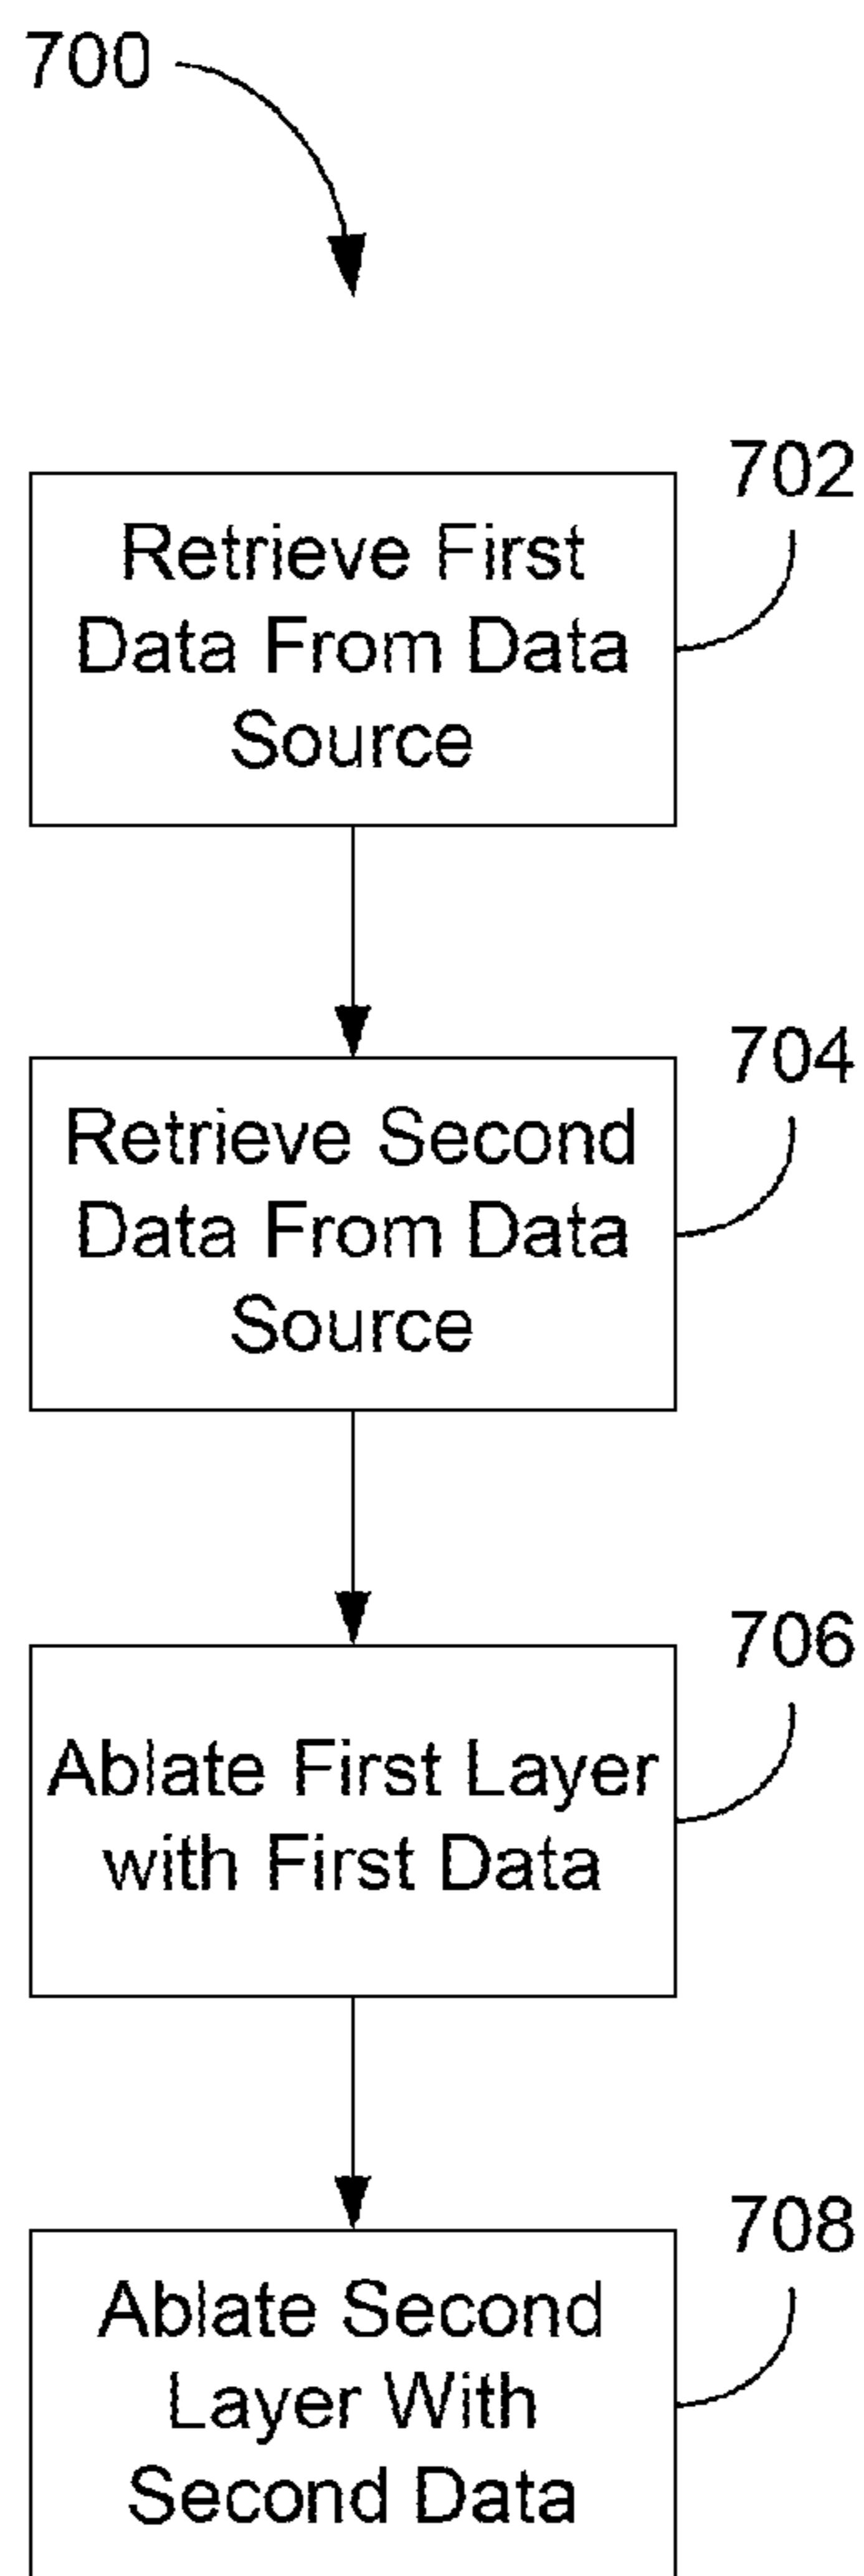 700
702
Retrieve First
Data From Data
Source
704
Retrieve Second
Data From Data
Source
706
Ablate First Layer
with First Data
708
Ablate Second
Layer With
Second Data